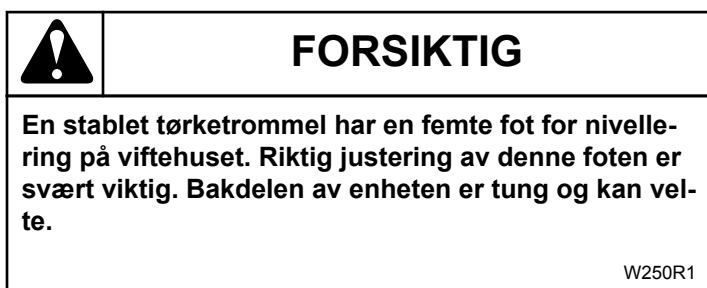 FORSIKTIG
En stablet tørketrommel har en femte fot for nivelle-
ring på viftehuset. Riktig justering av denne foten er
svært viktig. Bakdelen av enheten er tung og kan vel-
te.
W250R1